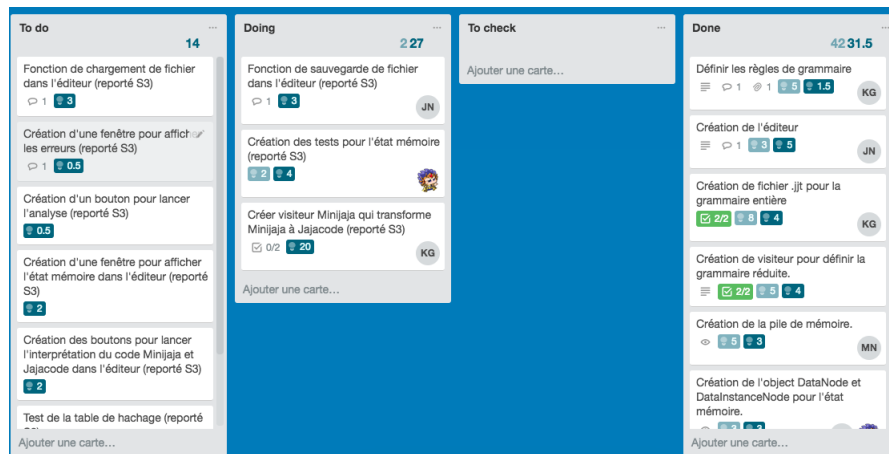 To do
14
Fonction de chargement de fichier
dans l'éditeur (reporté S3)
1 3
Création d'une fenêtre pour affiche
les erreurs (reporté S3)
1 0.5
Création d'un bouton pour lancer
l'analyse (reporté S3)
0.5
Création d'une fenêtre pour afficher
l'état mémoire dans l'éditeur (reporté
S3)
2
Création des boutons pour lancer
l'interprétation du code Minijaja et
Jajacode dans l'éditeur (reporté S3)
2
Test de la table de hachage (reporté
Ajouter une carte...
Doing
2 27
Fonction de sauvegarde de fichier
dans l'éditeur (reporté S3)
1 3
JN
Création des tests pour l'état mémoire
(reporté S3)
2 4
Créer visiteur Minijaja qui transforme
Minijaja à Jajacode (reporté S3)
0/2 20
KG
Ajouter une carte...
To check
Ajouter une carte...
Done
42 31.5
Définir les règles de grammaire
1 1 5 1.5
KG
Création de l'éditeur
1 3 5
JN
Création de fichier .jjt pour la
grammaire entière
2/2 8 4
KG
Création de visiteur pour définir la
grammaire réduite.
2/2 5 4
Création de la pile de mémoire.
5 3
MN
Création de l'object DataNode et
DataInstanceNode pour l'état
mémoire.
Ajouter une carte...